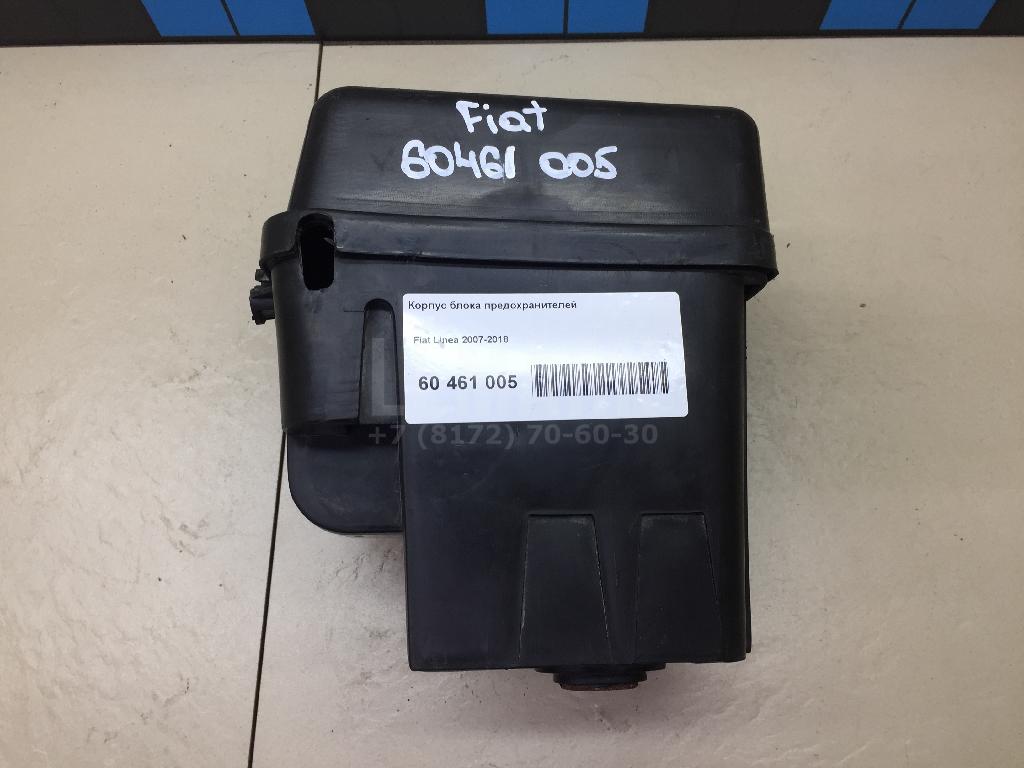 Fiat
60461 005
Корпус блока предохранителей
Fiat Linea 2007-2018
60 461 005
+7 (8172) 70-60-30